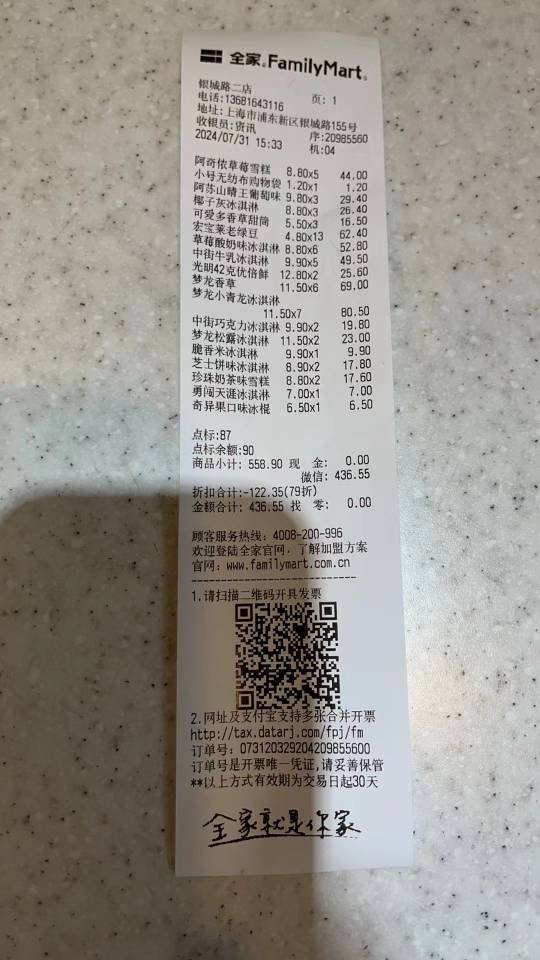 全家 FamilyMart
银城路二店
电话:13681643116 页: 1
地址:上海市浦东新区银城路155号
收银员:资讯 序:20985560
2024/07/31 15:33 机:04
阿奇侬草莓雪糕 8.80x5 44.00
小号无纺布购物袋 1.20x1 1.20
阿苏山晴王葡萄味 9.80x3 29.40
椰子灰冰淇淋 8.80x3 26.40
可爱多香草甜筒 5.50x3 16.50
宏宝莱老绿豆 4.80x13 62.40
草莓酸奶味冰淇淋 8.80x6 52.80
中街牛乳冰淇淋 9.90x5 49.50
光明42克优倍鲜 12.80x2 25.60
梦龙香草 11.50x6 69.00
梦龙小青龙冰淇淋
11.50x7 80.50
中街巧克力冰淇淋 9.90x2 19.80
梦龙松露冰淇淋 11.50x2 23.00
脆香米冰淇淋 9.90x1 9.90
芝士饼味冰淇淋 8.90x2 17.80
珍珠奶茶味雪糕 8.80x2 17.60
勇闯天涯冰淇淋 7.00x1 7.00
奇异果口味冰棍 6.50x1 6.50
点标:87
点标余额:90
商品小计: 558.90 现 金: 0.00
微信: 436.55
折扣合计:-122.35(79折)
金额合计: 436.55 找 零: 0.00
顾客服务热线: 4008-200-996
欢迎登陆全家官网，了解加盟方案
官网: www.familymart.com.cn
----------------------------
1.请扫描二维码开具发票
2.网址及支付宝支持多张合并开票
http://tax.datarj.com/fpj/fm
订单号: 073120329204209855600
订单号是开票唯一凭证,请妥善保管
**以上方式有效期为交易日起30天
全家就是你家